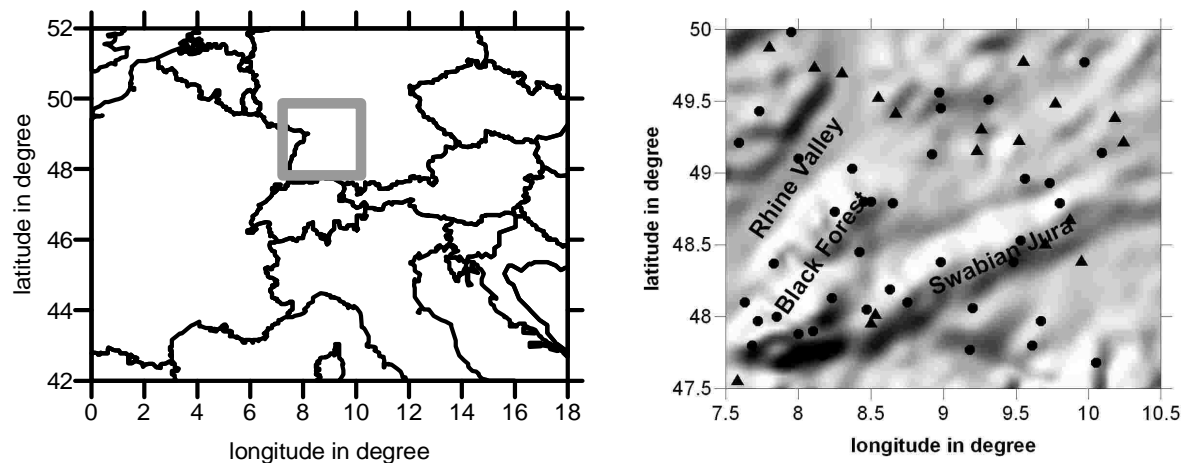 52
50
48
46
44
42
latitude in degree
0 2 4 6 8 10 12 14 16 18
longitude in degree
50
49.5
49
48.5
48
47.5
latitude in degree
Rhine Valley
Black Forest
Swabian Jura
7.5 8 8.5 9 9.5 10 10.5
longitude in degree